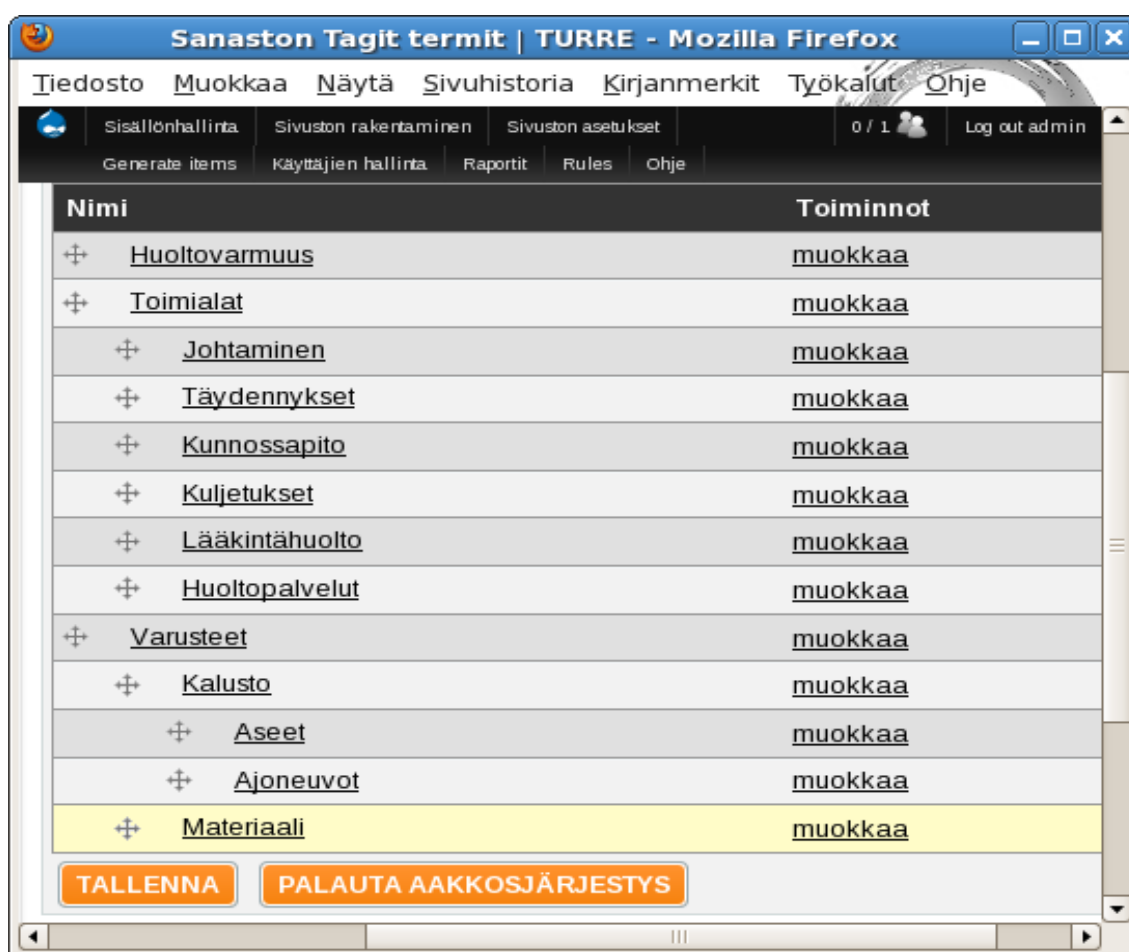 Sanaston Tagit termit | TURRE - Mozilla Firefox
Tiedosto Muokkaa Näytä Sivuhistoria Kirjanmerkit Työkalut Ohje
Sisällönhallinta Sivuston rakentaminen Sivuston asetukset 0 / 1 Log out admin
Generate items Käyttäjien hallinta Raportit Rules Ohje
Nimi Toiminnot
Huoltovarmuus muokkaa
Toimialat muokkaa
Johtaminen muokkaa
Täydennykset muokkaa
Kunnossapito muokkaa
Kuljetukset muokkaa
Lääkintähuolto muokkaa
Huoltopalvelut muokkaa
Varusteet muokkaa
Kalusto muokkaa
Aseet muokkaa
Ajoneuvot muokkaa
Materiaali muokkaa
TALLENNA PALAUTA AAKKOSJÄRJESTYS